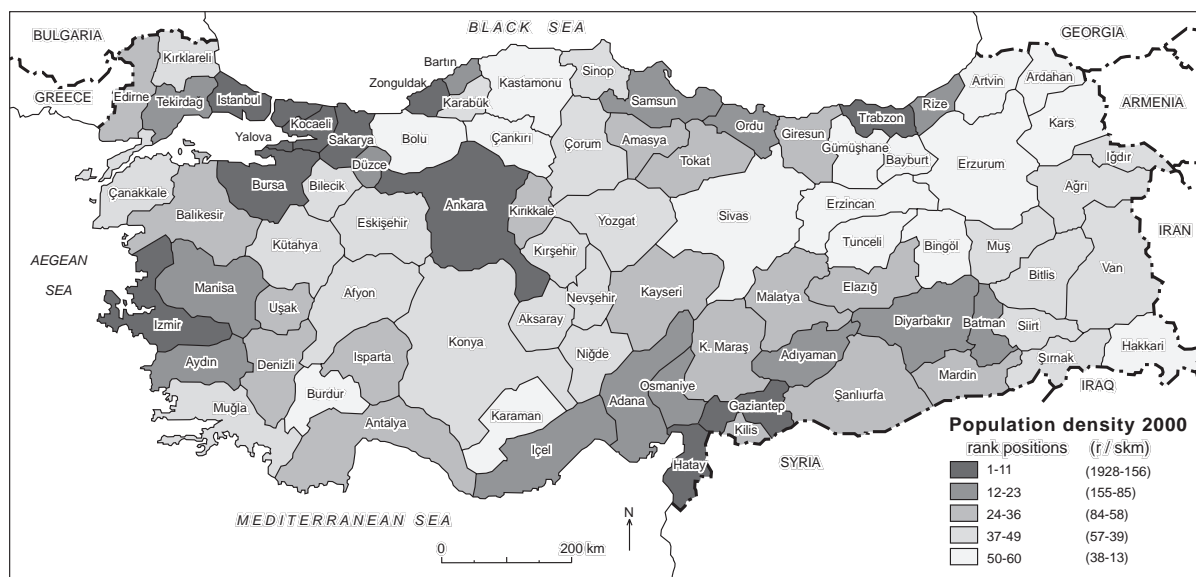 BLACK SEA
BULGARIA
GEORGIA
Kırklareli
Bartın
Sinop
Artvin
Ardahan
Zonguldak
Kastamonu
GREECE
Edirne
Tekirdag
Istanbul
Karabük
Samsun
Rize
ARMENIA
Kocaeli
Trabzon
Kars
Yalova
Sakarya
Bolu
Çankırı
Çorum
Amasya
Ordu
Giresun
Gümüşhane
Bayburt
Erzurum
Iğdır
Düzce
Tokat
Çanakkale
Bursa
Bilecik
Ankara
Kırıkkale
Ağrı
Balıkesir
Eskişehir
Yozgat
Sivas
Erzincan
IRAN
Kütahya
Kırşehir
Tunceli
Bingöl
Muş
AEGEAN
SEA
Manisa
Uşak
Afyon
Nevşehir
Kayseri
Malatya
Elazığ
Bitlis
Van
Izmir
Aksaray
Diyarbakır
Batman
Siirt
Konya
K. Maraş
Aydın
Denizli
Isparta
Niğde
Adıyaman
Şırnak
Hakkari
Burdur
Osmaniye
Mardin
IRAQ
Muğla
Antalya
Karaman
Adana
Gaziantep
Şanlıurfa
Içel
Kilis
Hatay
SYRIA
MEDITERRANEAN SEA
N
0 200 km
Population density 2000
rank positions (r / skm)
1-11 (1928-156)
12-23 (155-85)
24-36 (84-58)
37-49 (57-39)
50-60 (38-13)